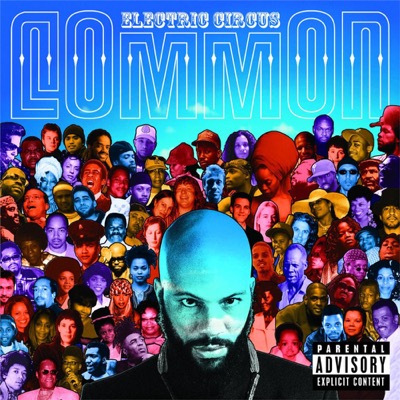 ELECTRIC CIRCUS
COMMON
PARENTAL
ADVISORY
EXPLICIT CONTENT